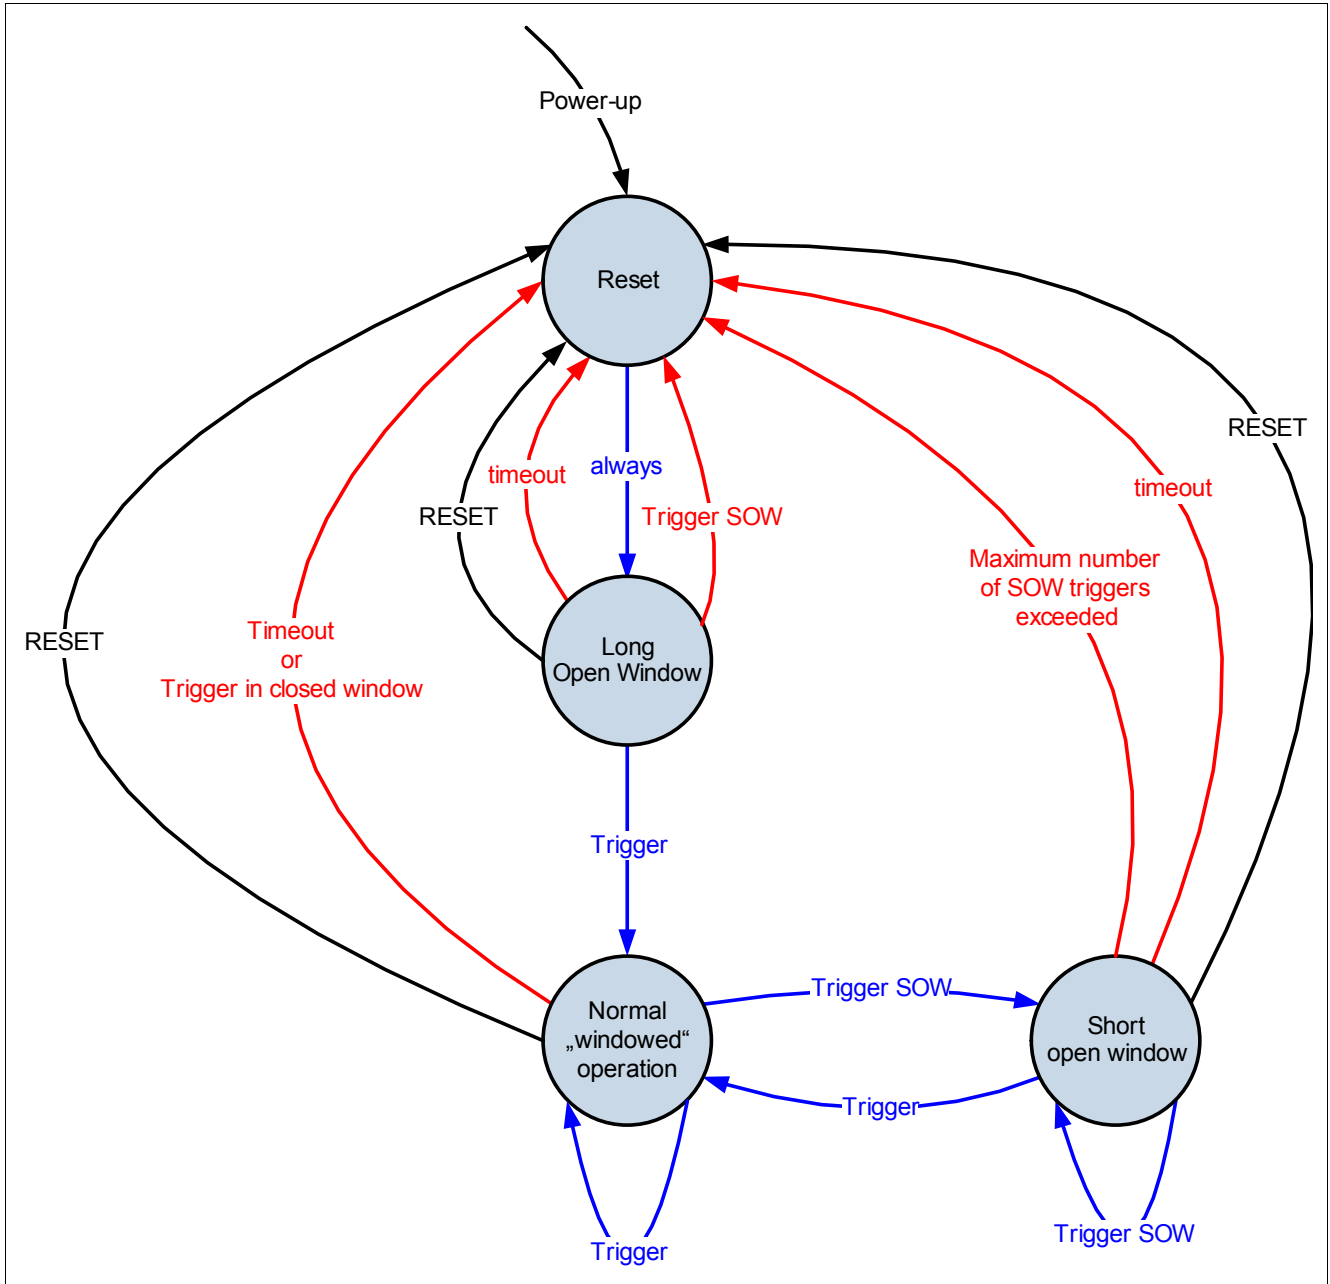 Power-up
Reset
RESET
timeout
always
timeout
RESET
Trigger SOW
Maximum number
of SOW triggers
exceeded
Timeout
or
Trigger in closed window
RESET
Long
Open Window
Trigger
Trigger SOW
Normal
„windowed“
operation
Short
open window
Trigger
Trigger
Trigger SOW